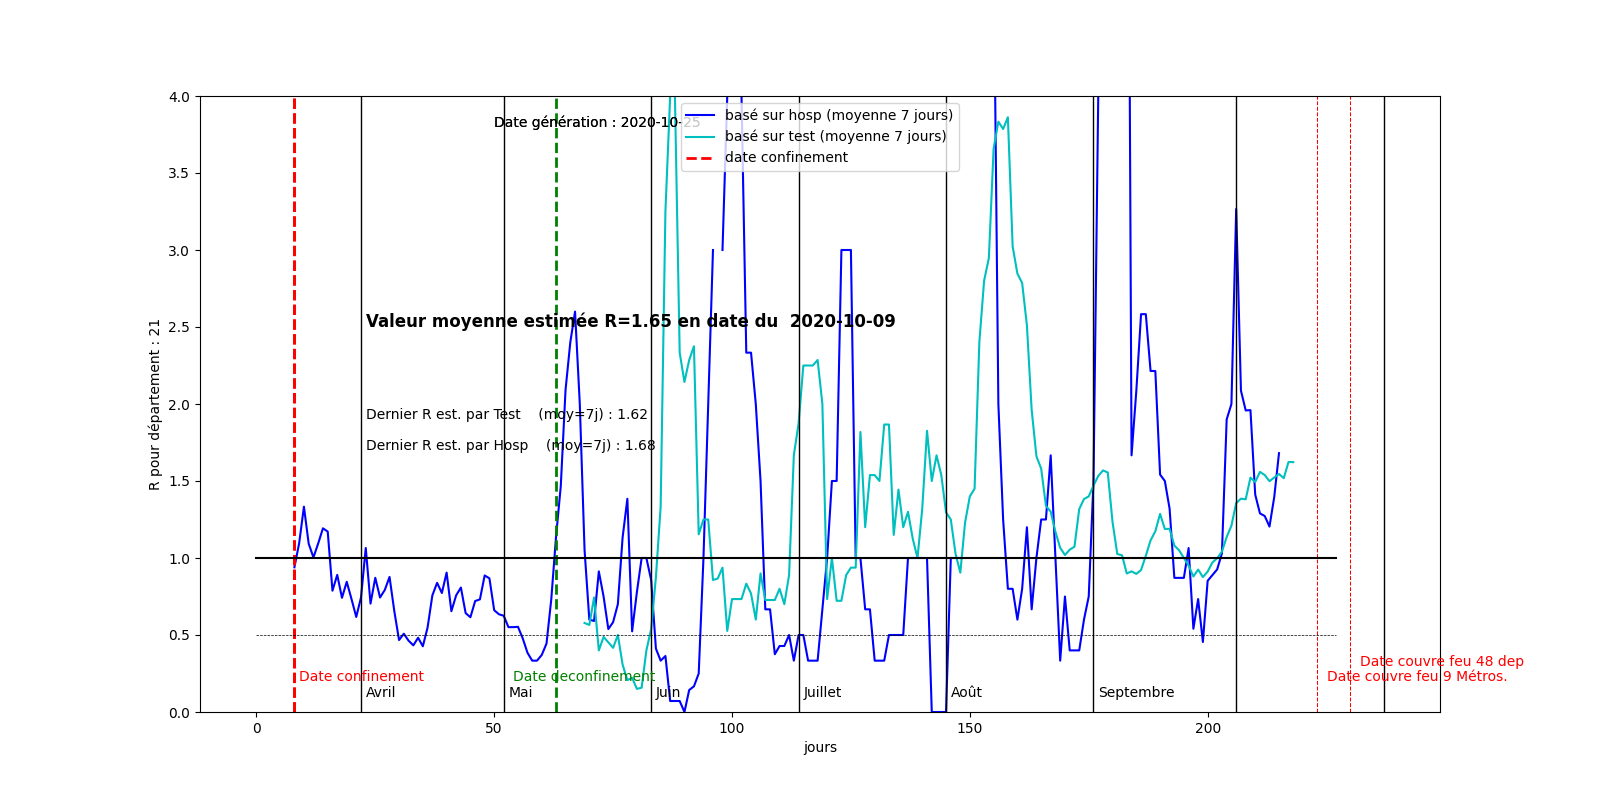 4.0
3.5
3.0
2.5
2.0
1.5
1.0
0.5
0.0
R pour département : 21
Date génération : 2020-10-25
basé sur hosp (moyenne 7 jours)
basé sur test (moyenne 7 jours)
date confinement
Valeur moyenne estimée R=1.65 en date du  2020-10-09
Dernier R est. par Test    (moy=7j) : 1.62
Dernier R est. par Hosp    (moy=7j) : 1.68
Date couvre feu 48 dep
Date confinement
Date deconfinement
Date couvre feu 9 Métros.
Avril
Mai
Juin
Juillet
Août
Septembre
0
50
100
150
200
jours